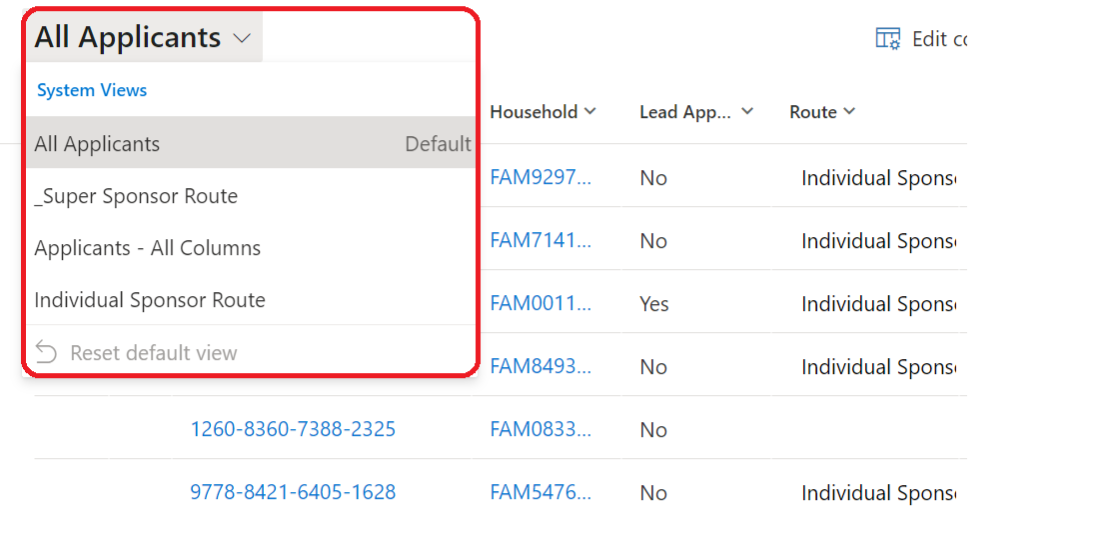 All Applicants
Edit co
System Views
Household
Lead App...
Route
All Applicants
Default
_Super Sponsor Route
Applicants - All Columns
Individual Sponsor Route
Reset default view
FAM9297...
No
Individual Sponso
FAM7141...
No
Individual Sponso
FAM0011...
Yes
Individual Sponso
FAM8493...
No
Individual Sponso
1260-8360-7388-2325
FAM0833...
No
9778-8421-6405-1628
FAM5476...
No
Individual Sponso